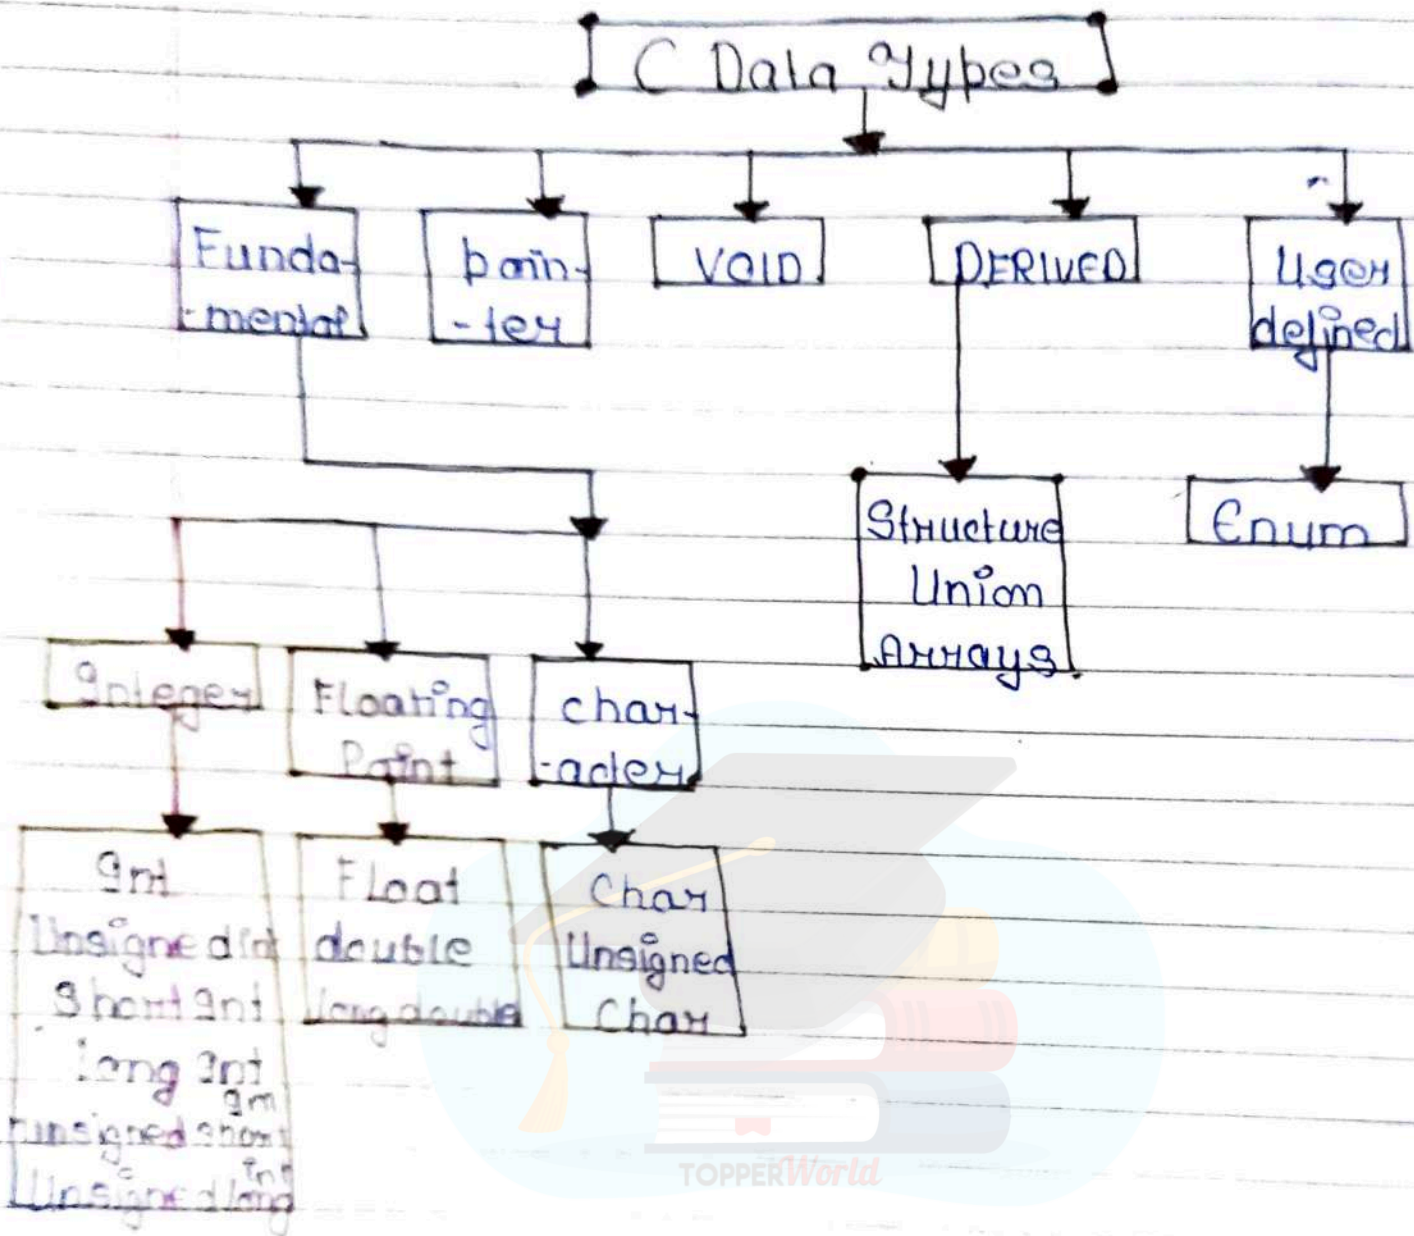 C Data Types
Funda-
-mental
poin-
-ter
VOID
DERIVED
User
defined
Structure
Union
Arrays
Enum
Integer
Floating
Point
char-
-acter
Int
Unsigned int
Short Int
long Int
unsigned short
int
Unsigned long
Float
double
long double
Char
Unsigned
Char
TOPPERWorld